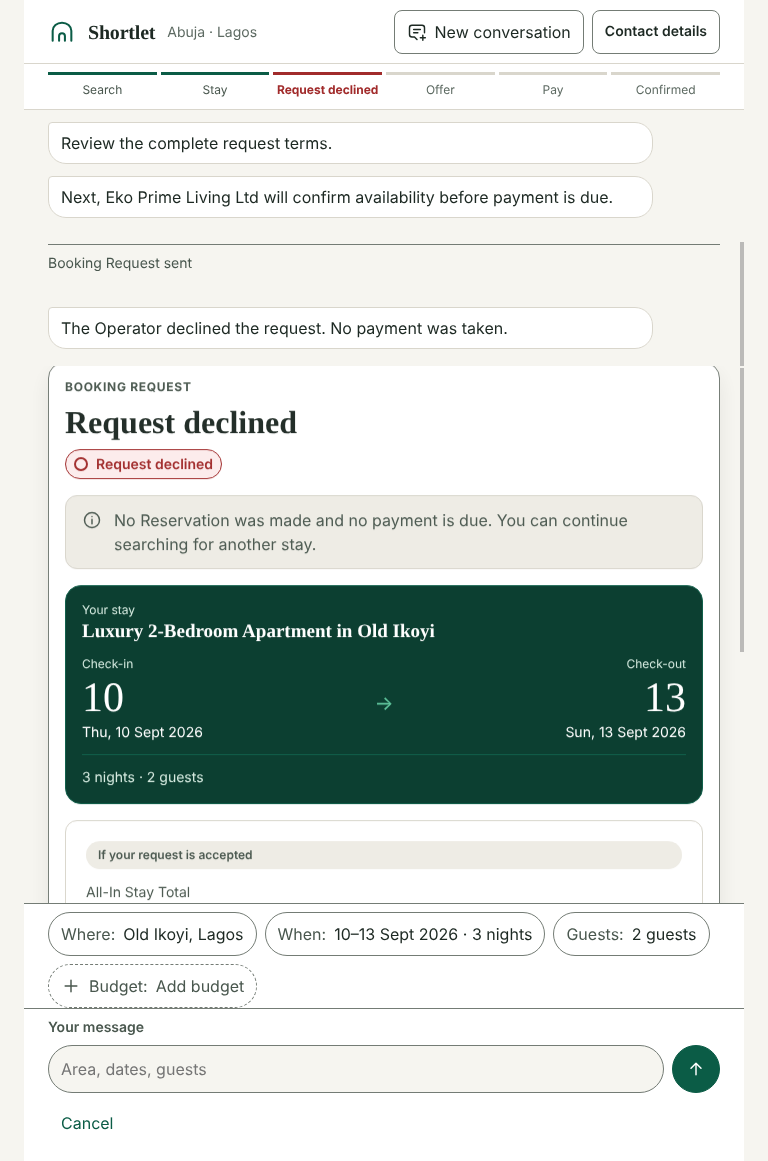 Shortlet Abuja · Lagos New conversation Contact details
Search Stay Request declined Offer Pay Confirmed
Review the complete request terms.
Next, Eko Prime Living Ltd will confirm availability before payment is due.
Booking Request sent
The Operator declined the request. No payment was taken.
BOOKING REQUEST
Request declined
Request declined
No Reservation was made and no payment is due. You can continue
searching for another stay.
Your stay
Luxury 2-Bedroom Apartment in Old Ikoyi
Check-in Check-out
10 → 13
Thu, 10 Sept 2026 Sun, 13 Sept 2026
3 nights · 2 guests
If your request is accepted
All-In Stay Total
Where: Old Ikoyi, Lagos When: 10–13 Sept 2026 · 3 nights Guests: 2 guests
+ Budget: Add budget
Your message
Area, dates, guests
Cancel